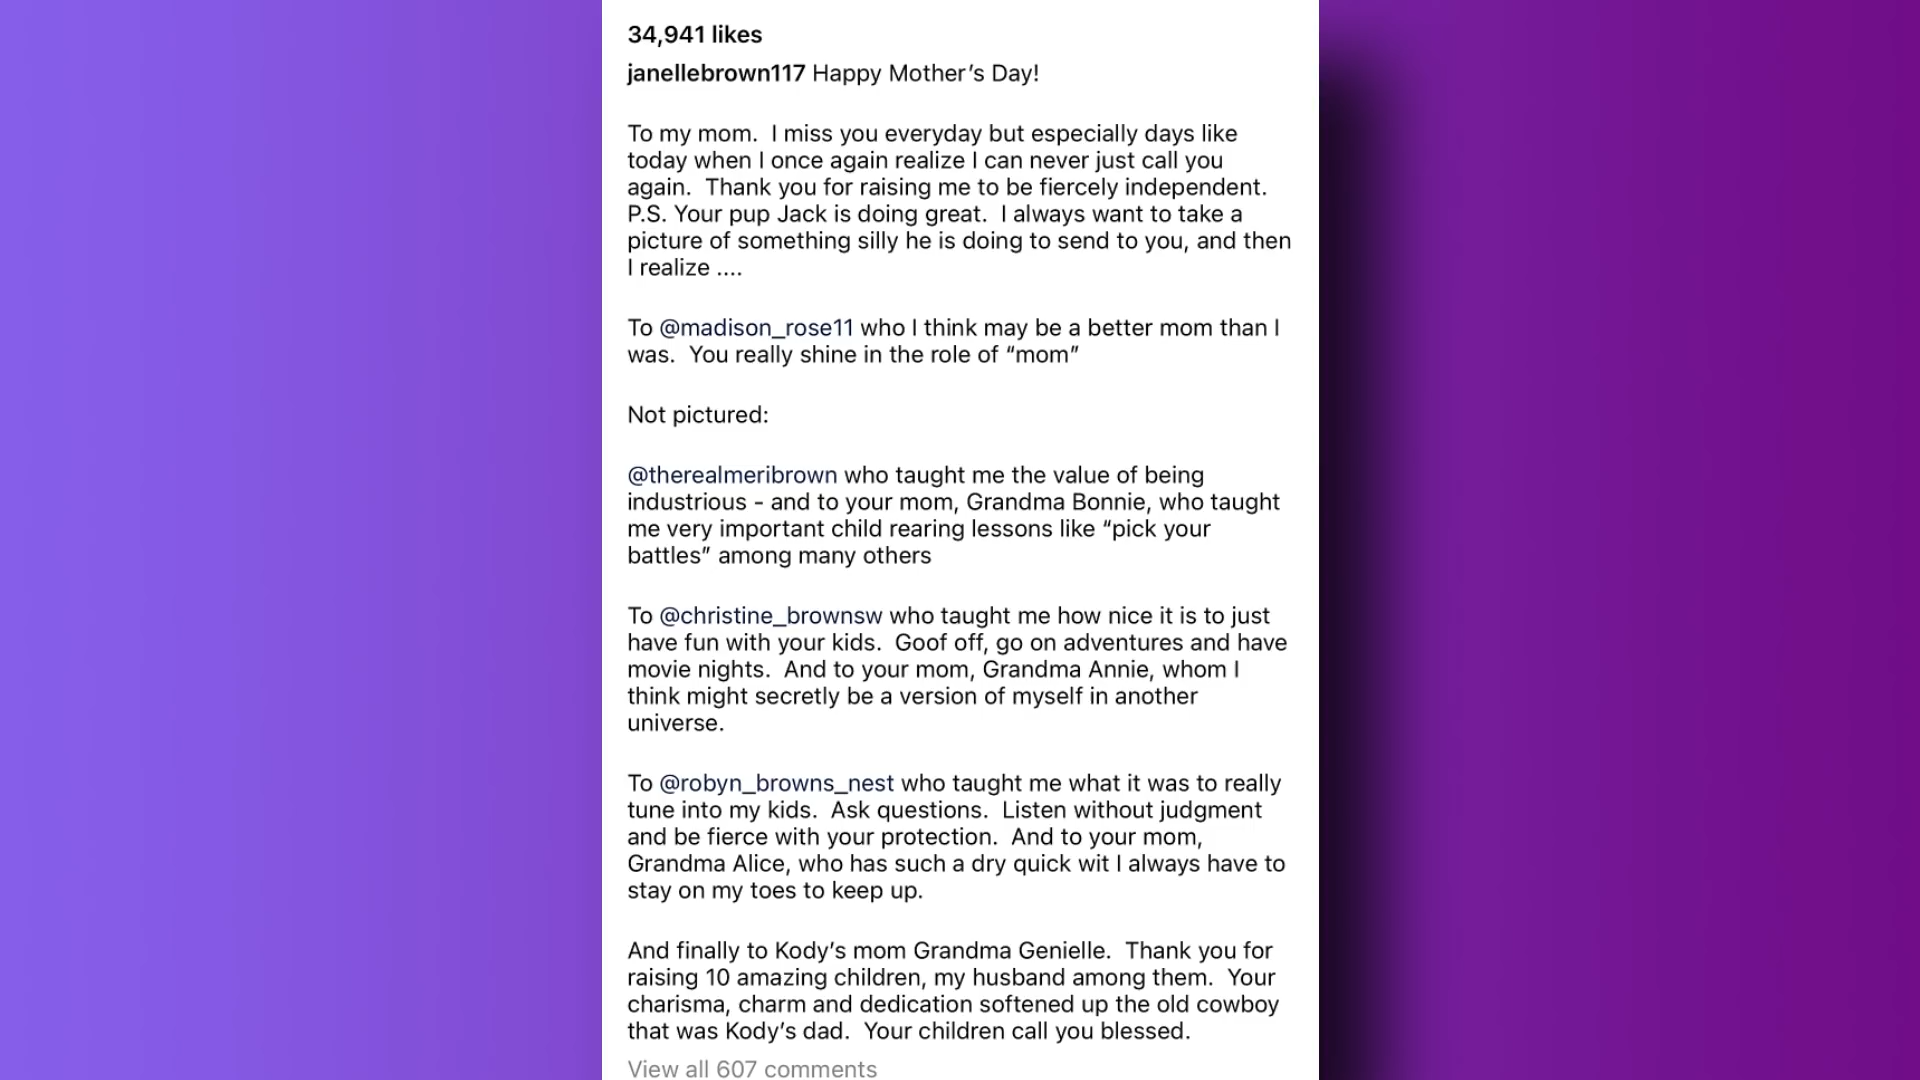 34,941 likes
janellebrown117 Happy Mother’s Day!
To my mom.  I miss you everyday but especially days like
today when I once again realize I can never just call you
again.  Thank you for raising me to be fiercely independent.
P.S. Your pup Jack is doing great.  I always want to take a
picture of something silly he is doing to send to you, and then
I realize ....
To @madison_rose11 who I think may be a better mom than I
was.  You really shine in the role of “mom”
Not pictured:
@therealmeribrown who taught me the value of being
industrious - and to your mom, Grandma Bonnie, who taught
me very important child rearing lessons like “pick your
battles” among many others
To @christine_brownsw who taught me how nice it is to just
have fun with your kids.  Goof off, go on adventures and have
movie nights.  And to your mom, Grandma Annie, whom I
think might secretly be a version of myself in another
universe.
To @robyn_browns_nest who taught me what it was to really
tune into my kids.  Ask questions.  Listen without judgment
and be fierce with your protection.  And to your mom,
Grandma Alice, who has such a dry quick wit I always have to
stay on my toes to keep up.
And finally to Kody’s mom Grandma Genielle.  Thank you for
raising 10 amazing children, my husband among them.  Your
charisma, charm and dedication softened up the old cowboy
that was Kody’s dad.  Your children call you blessed.
View all 607 comments